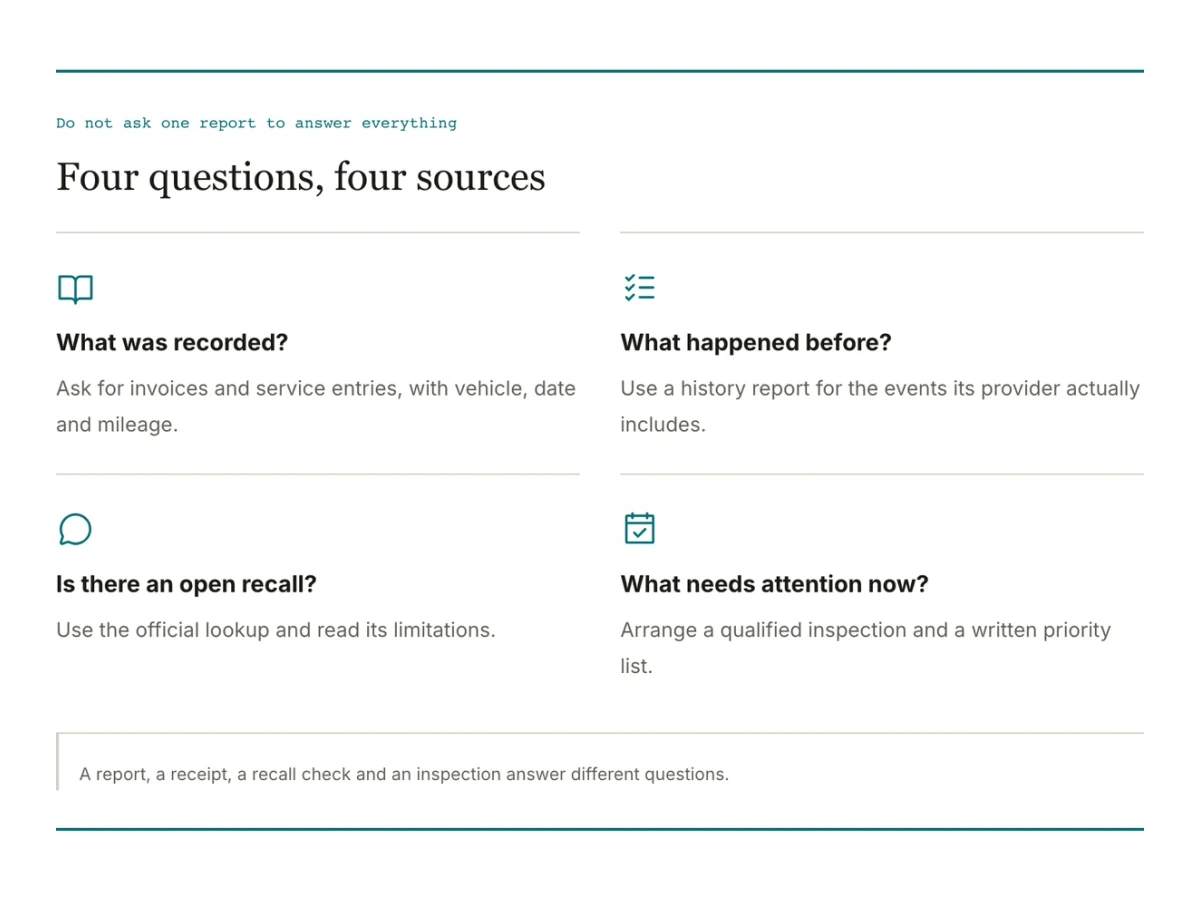 Do not ask one report to answer everything
Four questions, four sources
What was recorded?
Ask for invoices and service entries, with vehicle, date
and mileage.
What happened before?
Use a history report for the events its provider actually
includes.
Is there an open recall?
Use the official lookup and read its limitations.
What needs attention now?
Arrange a qualified inspection and a written priority
list.
A report, a receipt, a recall check and an inspection answer different questions.